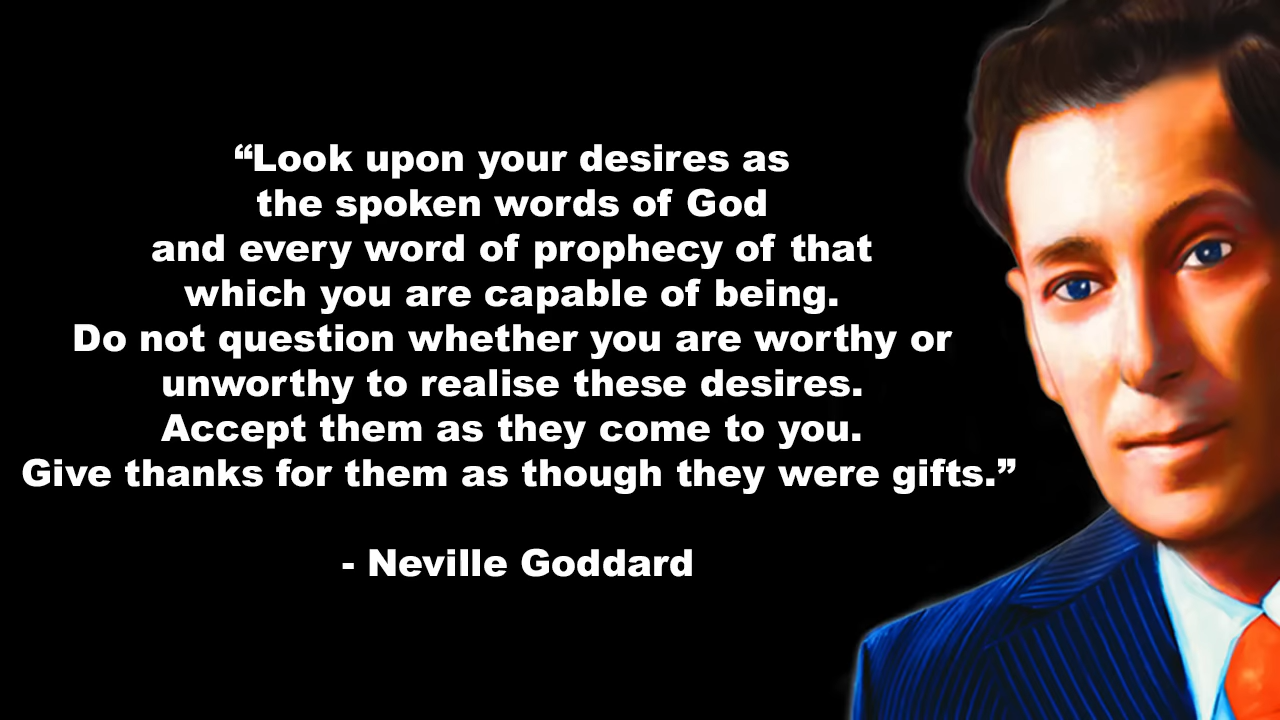 “Look upon your desires as
the spoken words of God
and every word of prophecy of that
which you are capable of being.
Do not question whether you are worthy or
unworthy to realise these desires.
Accept them as they come to you.
Give thanks for them as though they were gifts.”
- Neville Goddard